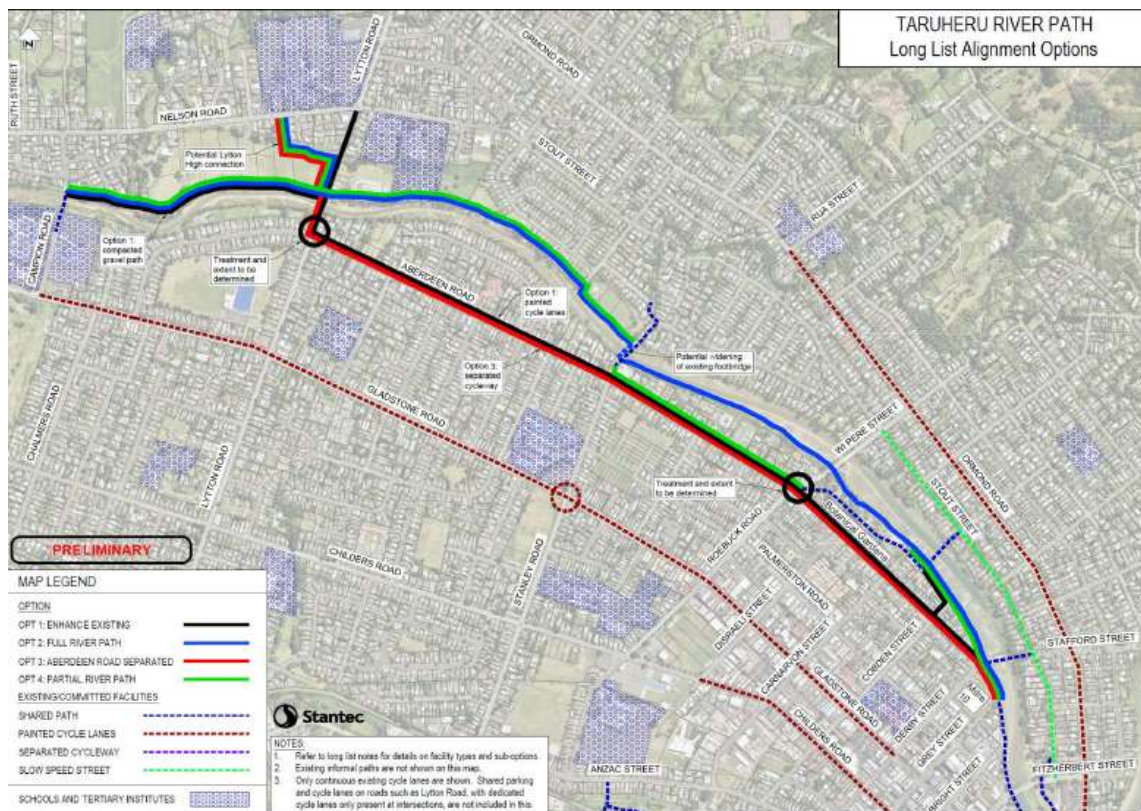 TARUHERU RIVER PATH
Long List Alignment Options
N
RUTH STREET
NELSON ROAD
LYTTON ROAD
ORMOND ROAD
STOUT STREET
RUA STREET
Potential Lytton
High connection
CAMPION ROAD
Option 1:
compacted
gravel path
Treatment and
extent to be
determined
ABERDEEN ROAD
Option 1:
painted
cycle lanes
Option 3:
separated
cycleway
Potential widening
of existing footbridge
GLADSTONE ROAD
CHALMERS ROAD
LYTTON ROAD
WI PERE STREET
ORMOND ROAD
STOUT STREET
Treatment and extent
to be determined
Botanical Gardens
ROEBUCK ROAD
PALMERSTON ROAD
CHILDERS ROAD
STANLEY ROAD
DISRAELI STREET
CARNARVON STREET
COBDEN STREET
GLADSTONE ROAD
DERBY STREET
GREY STREET
CHILDERS ROAD
STAFFORD STREET
FITZHERBERT STREET
ANZAC STREET
PRELIMINARY
MAP LEGEND
OPTION
OPT 1: ENHANCE EXISTING
OPT 2: FULL RIVER PATH
OPT 3: ABERDEEN ROAD SEPARATED
OPT 4: PARTIAL RIVER PATH
EXISTING/COMMITTED FACILITIES
SHARED PATH
PAINTED CYCLE LANES
SEPARATED CYCLEWAY
SLOW SPEED STREET
SCHOOLS AND TERTIARY INSTITUTES
Stantec
NOTES:
1. Refer to long list notes for details on facility types and sub-options.
2. Existing informal paths are not shown on this map.
3. Only continuous existing cycle lanes are shown. Shared parking
and cycle lanes on roads such as Lytton Road, with dedicated
cycle lanes only present at intersections, are not included in this